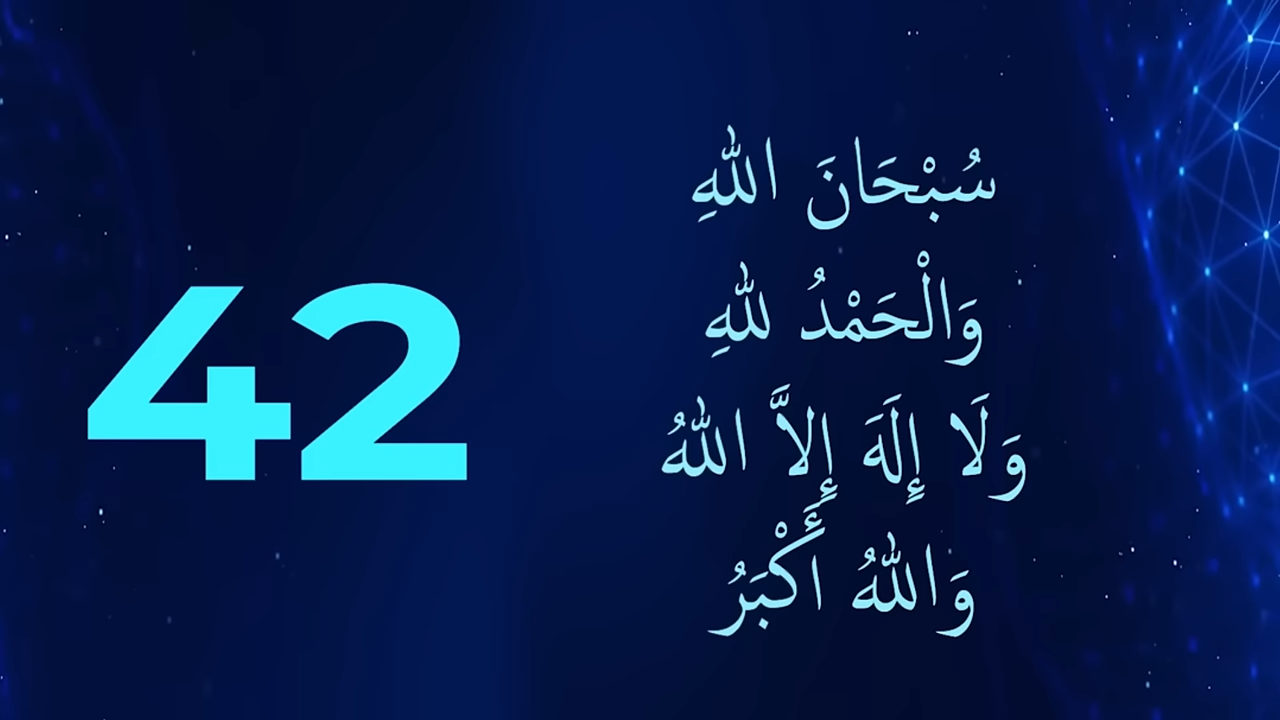 42
سُبْحَانَ اللهِ
وَالْحَمْدُ للهِ
وَلَا إِلَهَ إِلاَّ اللهُ
وَاللهُ أَكْبَرُ